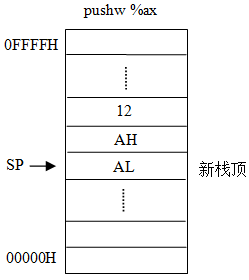 pushw %ax
0FFFFH
12
AH
SP AL 新栈顶
00000H